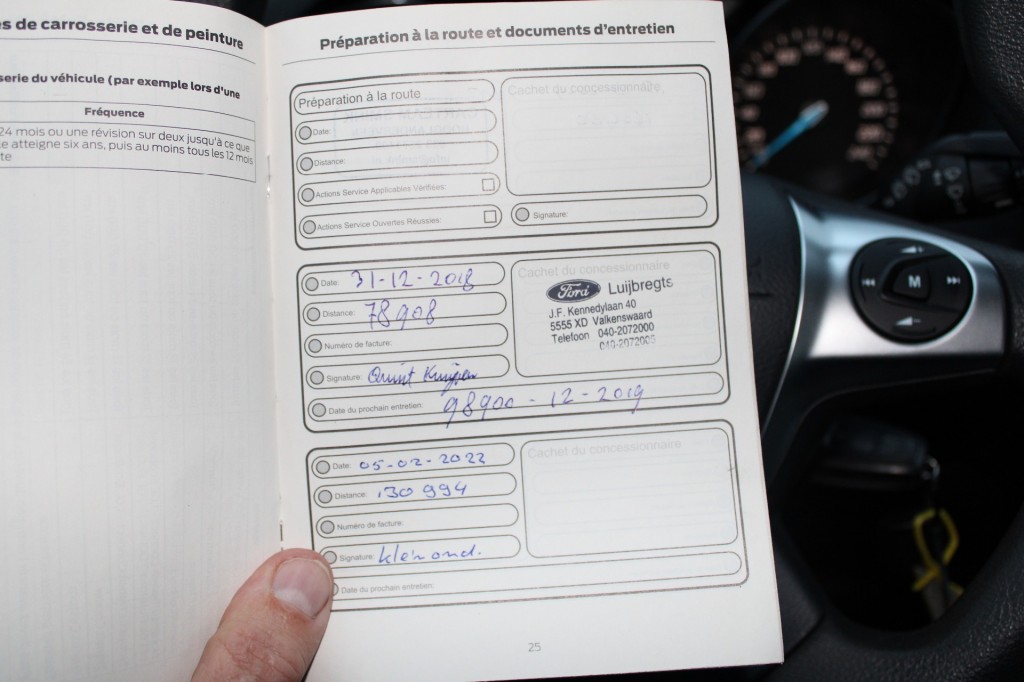 s de carrosserie et de peinture
serie du véhicule (par exemple lors d'une
Fréquence
24 mois ou une révision sur deux jusqu'à ce que
e atteigne six ans, puis au moins tous les 12 mois
te
Préparation à la route et documents d'entretien
Préparation à la route
Date:
Distance:
Actions Service Applicables Vérifiées:
Actions Service Ouvertes Réussies:
Cachet du concessionnaire
Signature:
Date: 31-12-2018
Distance: 78908
Numéro de facture:
Signature: Quint Kuijpen
Cachet du concessionnaire
Ford Luijbregts
J.F. Kennedylaan 40
5555 XD Valkenswaard
Telefoon 040-2072000
040-2072005
Date du prochain entretien: 98900 - 12 - 2019
Date: 05-02-2022
Distance: 130 994
Numéro de facture:
Signature:
Cachet du concessionnaire
Date du prochain entretien:
25
M